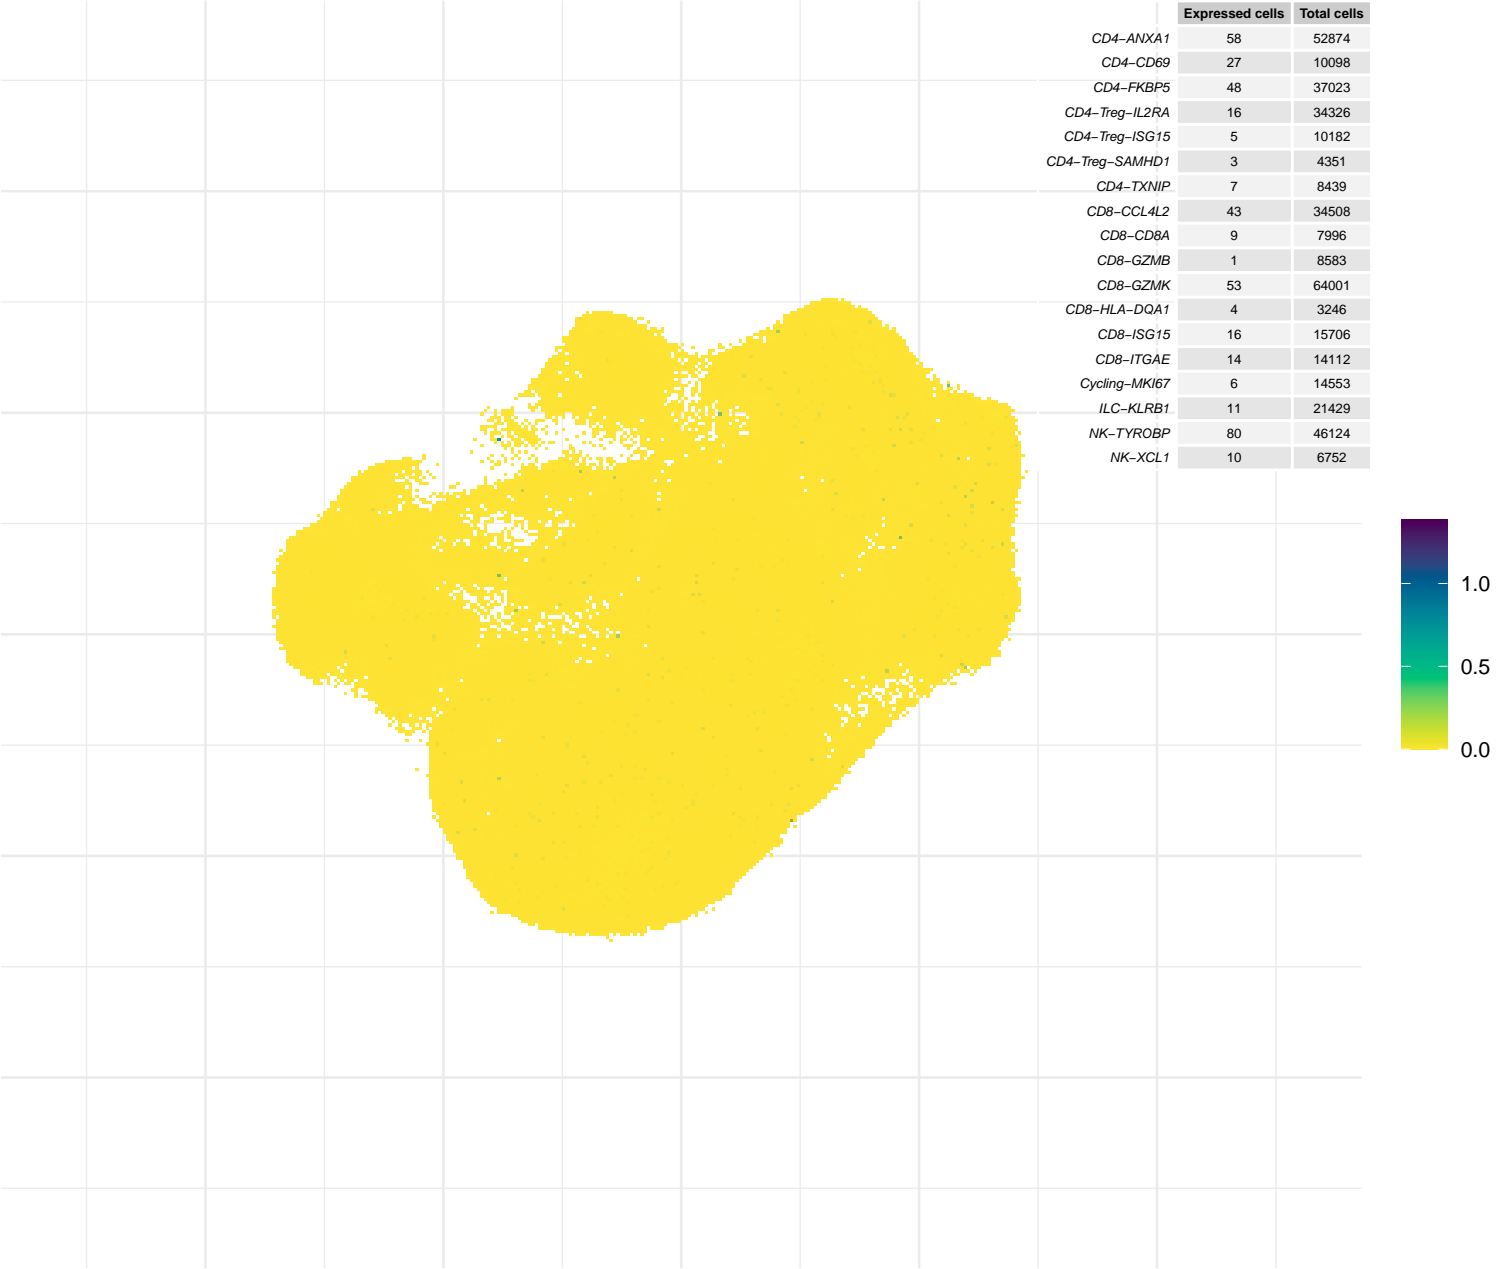 Expressed cells Total cells
CD4−ANXA1 58 52874
CD4−CD69 27 10098
CD4−FKBP5 48 37023
CD4−Treg−IL2RA 16 34326
CD4−Treg−ISG15 5 10182
CD4−Treg−SAMHD1 3 4351
CD4−TXNIP 7 8439
CD8−CCL4L2 43 34508
CD8−CD8A 9 7996
CD8−GZMB 1 8583
CD8−GZMK 53 64001
CD8−HLA−DQA1 4 3246
CD8−ISG15 16 15706
CD8−ITGAE 14 14112
Cycling−MKI67 6 14553
ILC−KLRB1 11 21429
NK−TYROBP 80 46124
NK−XCL1 10 6752
1.0
0.5
0.0